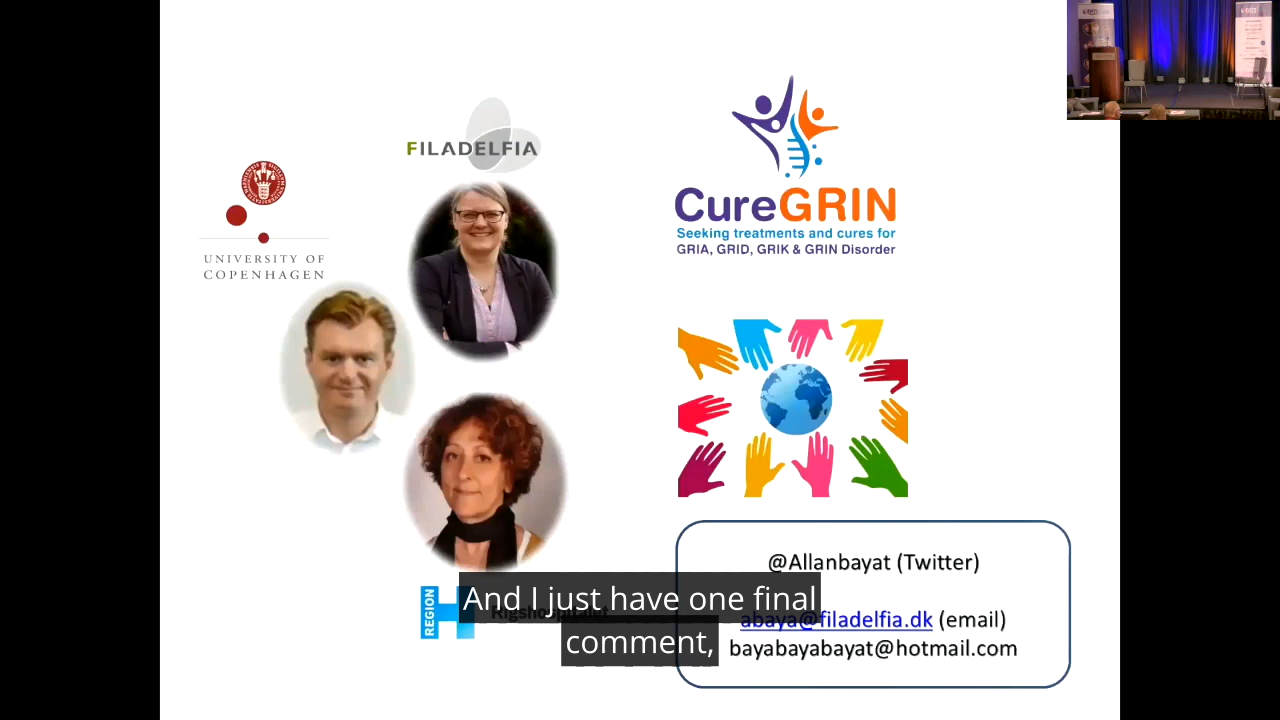 FILADELFIA
UNIVERSITY OF
COPENHAGEN
CureGRIN
Seeking treatments and cures for
GRIA, GRID, GRIK & GRIN Disorder
@Allanbayat (Twitter)
abaya@filadelfia.dk (email)
bayabayabayat@hotmail.com
REGION
H
Rigshospitalet
And I just have one final
comment,